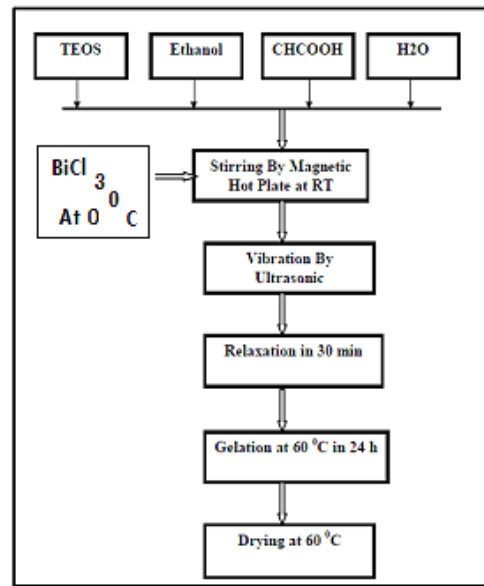 TEOS
Ethanol
CHCOOH
H2O
BiCl 3
At O 0 C
Stirring By Magnetic
Hot Plate at RT
Vibration By
Ultrasonic
Relaxation in 30 min
Gelation at 60 ⁰C in 24 h
Drying at 60 ⁰C